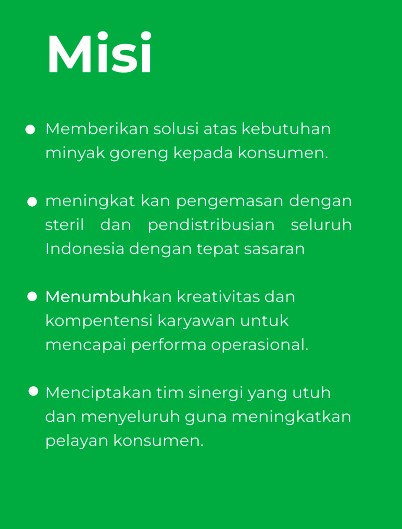 Misi
Memberikan solusi atas kebutuhan
minyak goreng kepada konsumen.
meningkat kan pengemasan dengan
steril dan pendistribusian seluruh
Indonesia dengan tepat sasaran
Menumbuhkan kreativitas dan
kompentensi karyawan untuk
mencapai performa operasional.
Menciptakan tim sinergi yang utuh
dan menyeluruh guna meningkatkan
pelayan konsumen.